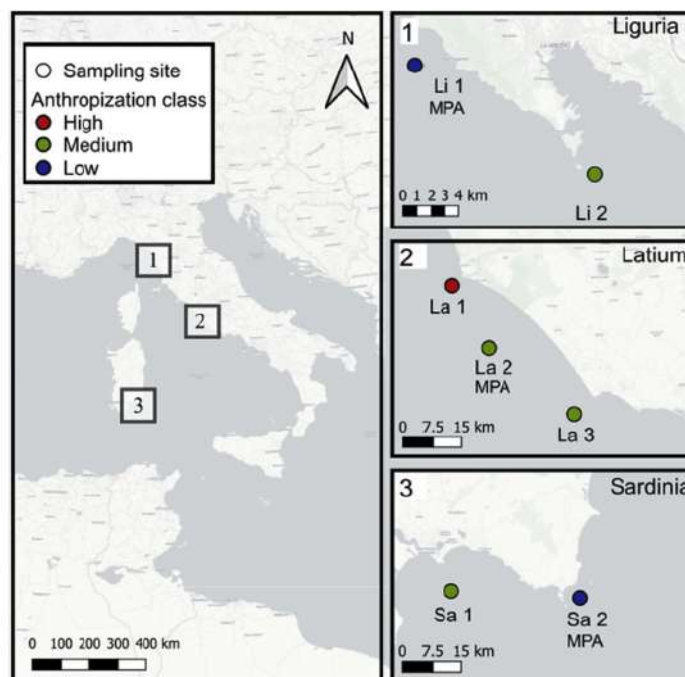 N
Sampling site
Anthropization class
High
Medium
Low
1
2
3
0 100 200 300 400 km
1
Liguria
Li 1
MPA
0 1 2 3 4 km
Li 2
2
Latium
La 1
La 2
MPA
La 3
0 7.5 15 km
3
Sardinia
Sa 1
Sa 2
MPA
0 7.5 15 km